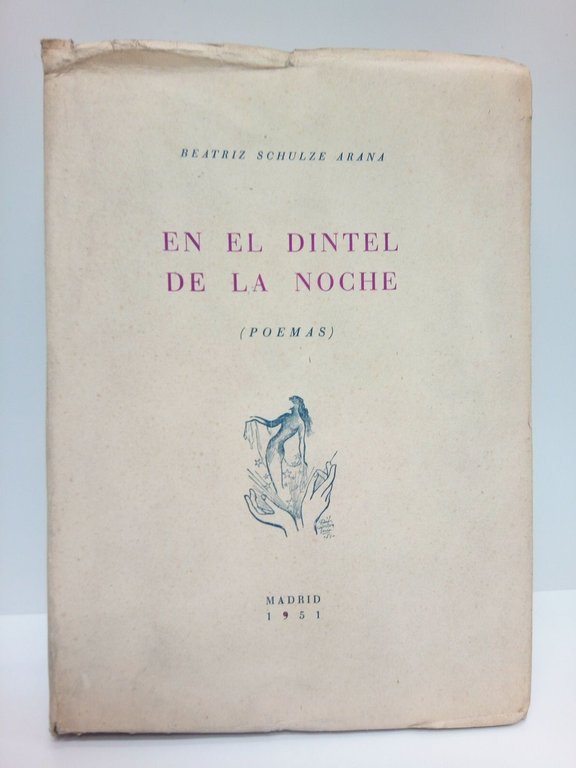 BEATRIZ SCHULZE ARANA
EN EL DINTEL
DE LA NOCHE
(POEMAS)
MADRID
1951